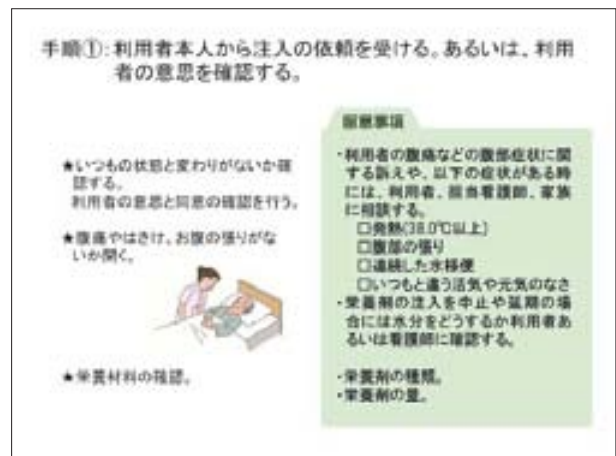 手順①:利用者本人から注入の依頼を受ける。あるいは、利用
者の意思を確認する。
★いつもの状態と変わりがないか確
認する。
利用者の意思と同意の確認を行う。
★腹痛やはきけ、お腹の張りがな
いか聞く。
★栄養材料の確認。
留意事項
・利用者の腹痛などの腹部症状に関
する訴えや、以下の症状がある時
には、利用者、担当看護師、家族
に相談する。
□発熱(38.0℃以上)
□腹部の張り
□連続した水様便
□いつもと違う活気や元気のなさ
・栄養剤の注入を中止や延期の場
合には水分をどうするか利用者あ
るいは看護師に確認する。
・栄養剤の種類。
・栄養剤の量。